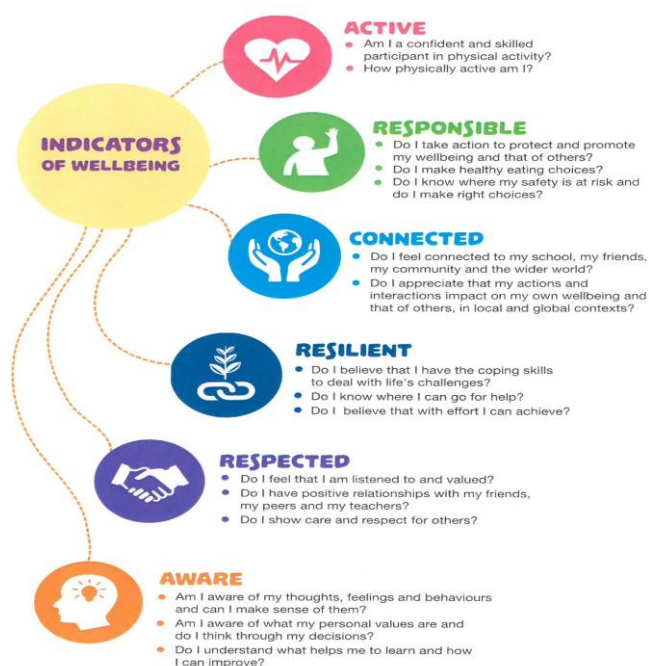 INDICATORS
OF WELLBEING
ACTIVE
• Am I a confident and skilled
participant in physical activity?
• How physically active am I?
RESPONSIBLE
• Do I take action to protect and promote
my wellbeing and that of others?
• Do I make healthy eating choices?
• Do I know where my safety is at risk and
do I make right choices?
CONNECTED
• Do I feel connected to my school, my friends,
my community and the wider world?
• Do I appreciate that my actions and
interactions impact on my own wellbeing and
that of others, in local and global contexts?
RESILIENT
• Do I believe that I have the coping skills
to deal with life's challenges?
• Do I know where I can go for help?
• Do I believe that with effort I can achieve?
RESPECTED
• Do I feel that I am listened to and valued?
• Do I have positive relationships with my friends,
my peers and my teachers?
• Do I show care and respect for others?
AWARE
• Am I aware of my thoughts, feelings and behaviours
and can I make sense of them?
• Am I aware of what my personal values are and
do I think through my decisions?
• Do I understand what helps me to learn and how
I can improve?